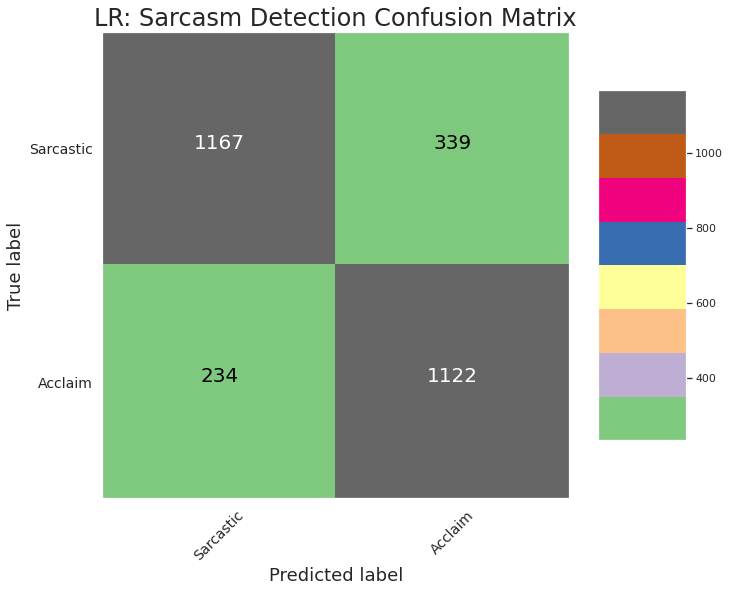 LR: Sarcasm Detection Confusion Matrix
True label
Sarcastic
1167
339
Acclaim
234
1122
Sarcastic
Acclaim
Predicted label
1000
800
600
400